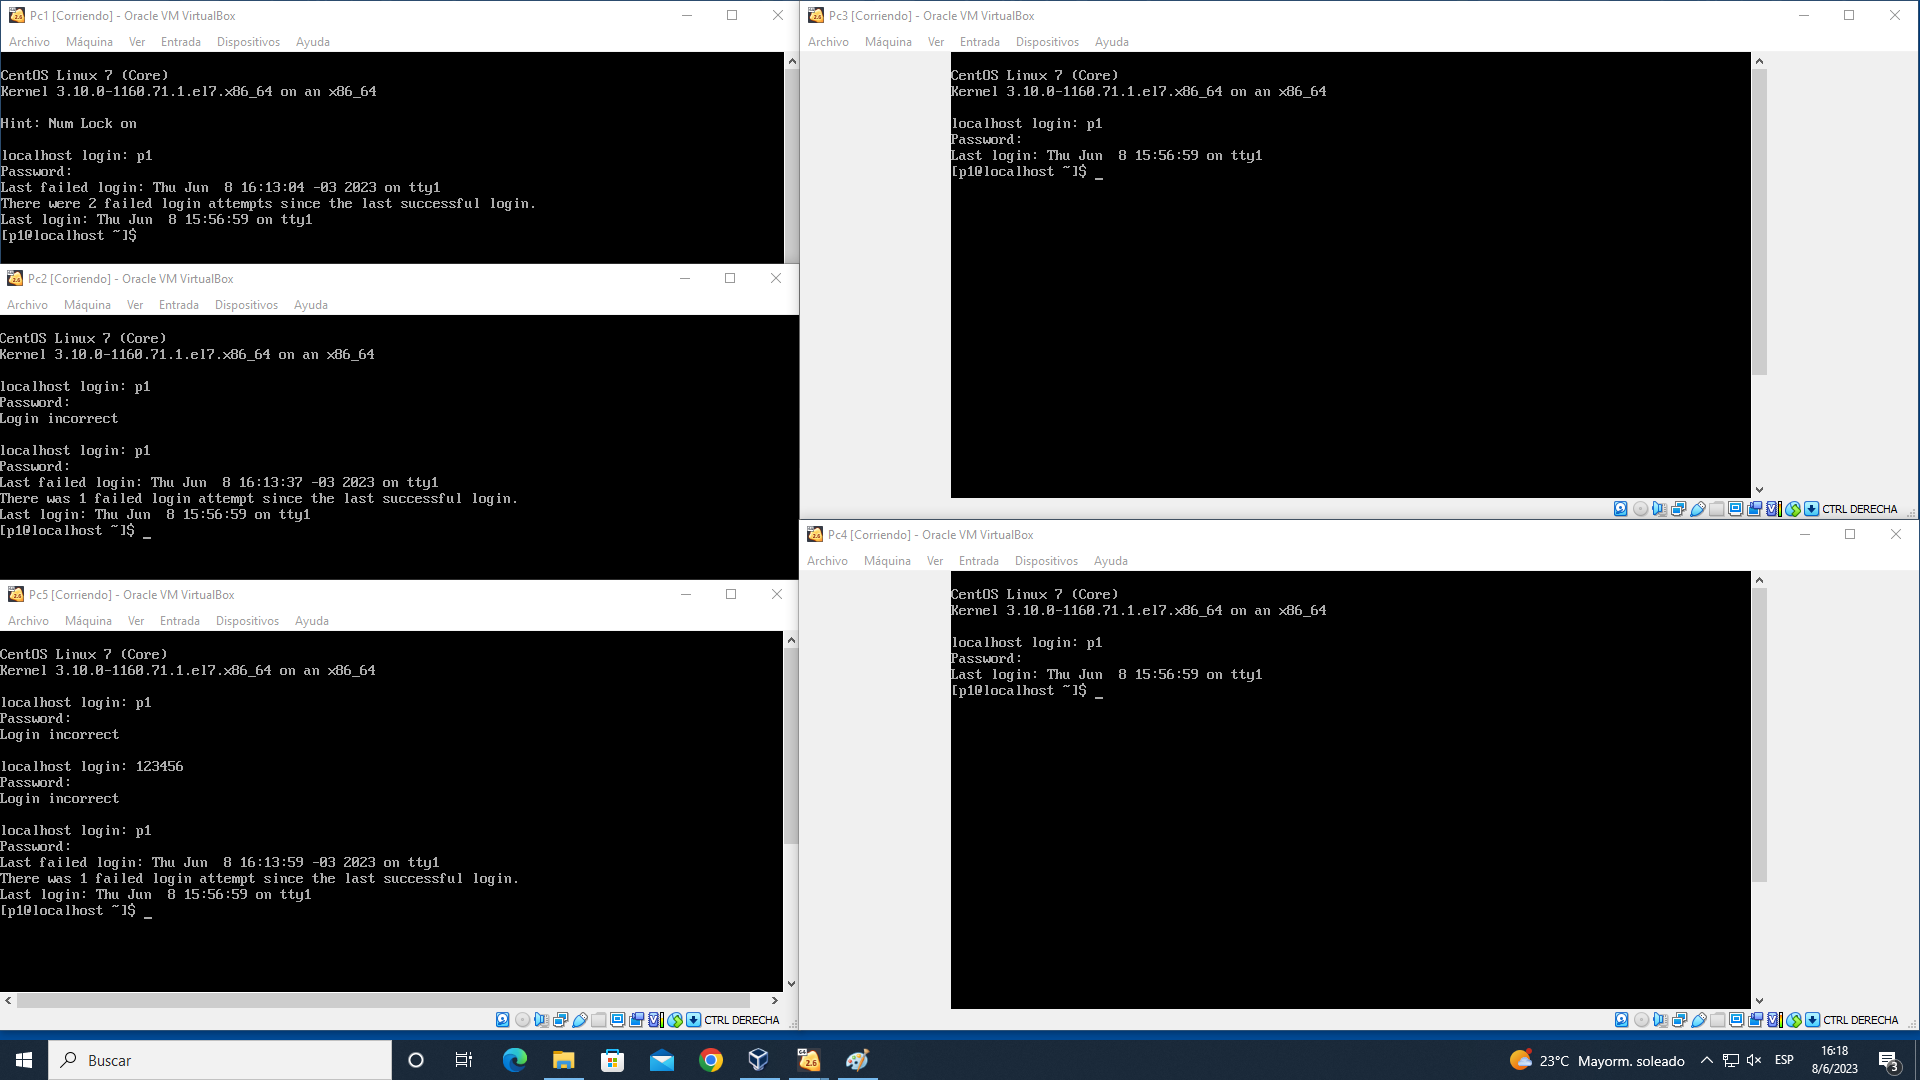 Pc1 [Corriendo] - Oracle VM VirtualBox
Archivo Máquina Ver Entrada Dispositivos Ayuda
CentOS Linux 7 (Core)
Kernel 3.10.0-1160.71.1.el7.x86_64 on an x86_64
Hint: Num Lock on
localhost login: p1
Password:
Last failed login: Thu Jun  8 16:13:04 -03 2023 on tty1
There were 2 failed login attempts since the last successful login.
Last login: Thu Jun  8 15:56:59 on tty1
[p1@localhost ~]$
Pc2 [Corriendo] - Oracle VM VirtualBox
Archivo Máquina Ver Entrada Dispositivos Ayuda
CentOS Linux 7 (Core)
Kernel 3.10.0-1160.71.1.el7.x86_64 on an x86_64
localhost login: p1
Password:
Login incorrect
localhost login: p1
Password:
Last failed login: Thu Jun  8 16:13:37 -03 2023 on tty1
There was 1 failed login attempt since the last successful login.
Last login: Thu Jun  8 15:56:59 on tty1
[p1@localhost ~]$ _
Pc5 [Corriendo] - Oracle VM VirtualBox
Archivo Máquina Ver Entrada Dispositivos Ayuda
CentOS Linux 7 (Core)
Kernel 3.10.0-1160.71.1.el7.x86_64 on an x86_64
localhost login: p1
Password:
Login incorrect
localhost login: 123456
Password:
Login incorrect
localhost login: p1
Password:
Last failed login: Thu Jun  8 16:13:59 -03 2023 on tty1
There was 1 failed login attempt since the last successful login.
Last login: Thu Jun  8 15:56:59 on tty1
[p1@localhost ~]$ _
CTRL DERECHA
Pc3 [Corriendo] - Oracle VM VirtualBox
Archivo Máquina Ver Entrada Dispositivos Ayuda
CentOS Linux 7 (Core)
Kernel 3.10.0-1160.71.1.el7.x86_64 on an x86_64
localhost login: p1
Password:
Last login: Thu Jun  8 15:56:59 on tty1
[p1@localhost ~]$ _
CTRL DERECHA
Pc4 [Corriendo] - Oracle VM VirtualBox
Archivo Máquina Ver Entrada Dispositivos Ayuda
CentOS Linux 7 (Core)
Kernel 3.10.0-1160.71.1.el7.x86_64 on an x86_64
localhost login: p1
Password:
Last login: Thu Jun  8 15:56:59 on tty1
[p1@localhost ~]$ _
CTRL DERECHA
Buscar
23°C Mayorm. soleado
ESP
16:18
8/6/2023
3